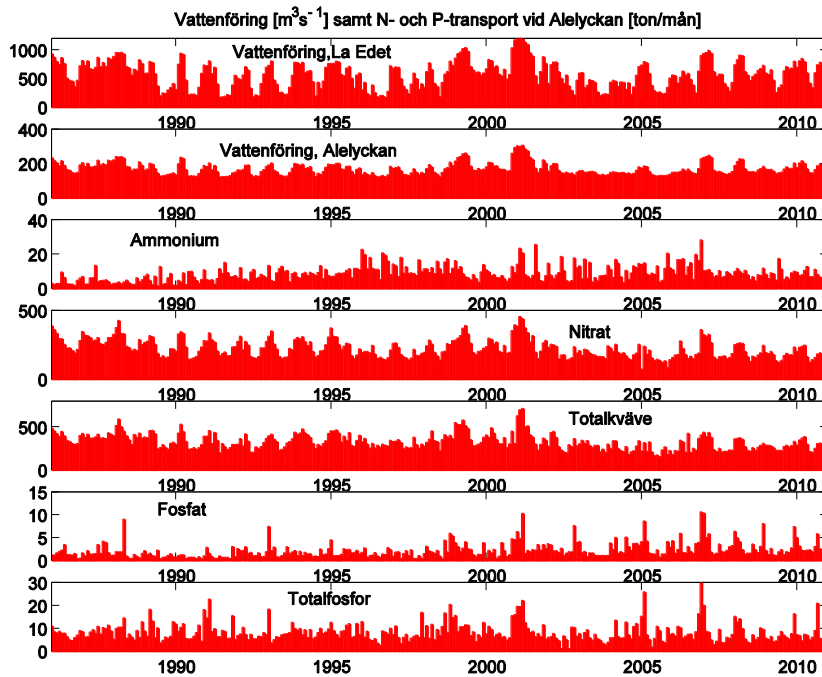 Vattenföring [m³s⁻¹] samt N- och P-transport vid Alelyckan [ton/mån]
Vattenföring,La Edet
1000
500
0
1990 1995 2000 2005 2010
Vattenföring, Alelyckan
400
200
0
1990 1995 2000 2005 2010
Ammonium
40
20
0
1990 1995 2000 2005 2010
Nitrat
500
0
1990 1995 2000 2005 2010
Totalkväve
500
0
1990 1995 2000 2005 2010
Fosfat
15
10
5
0
1990 1995 2000 2005 2010
Totalfosfor
30
20
10
0
1990 1995 2000 2005 2010